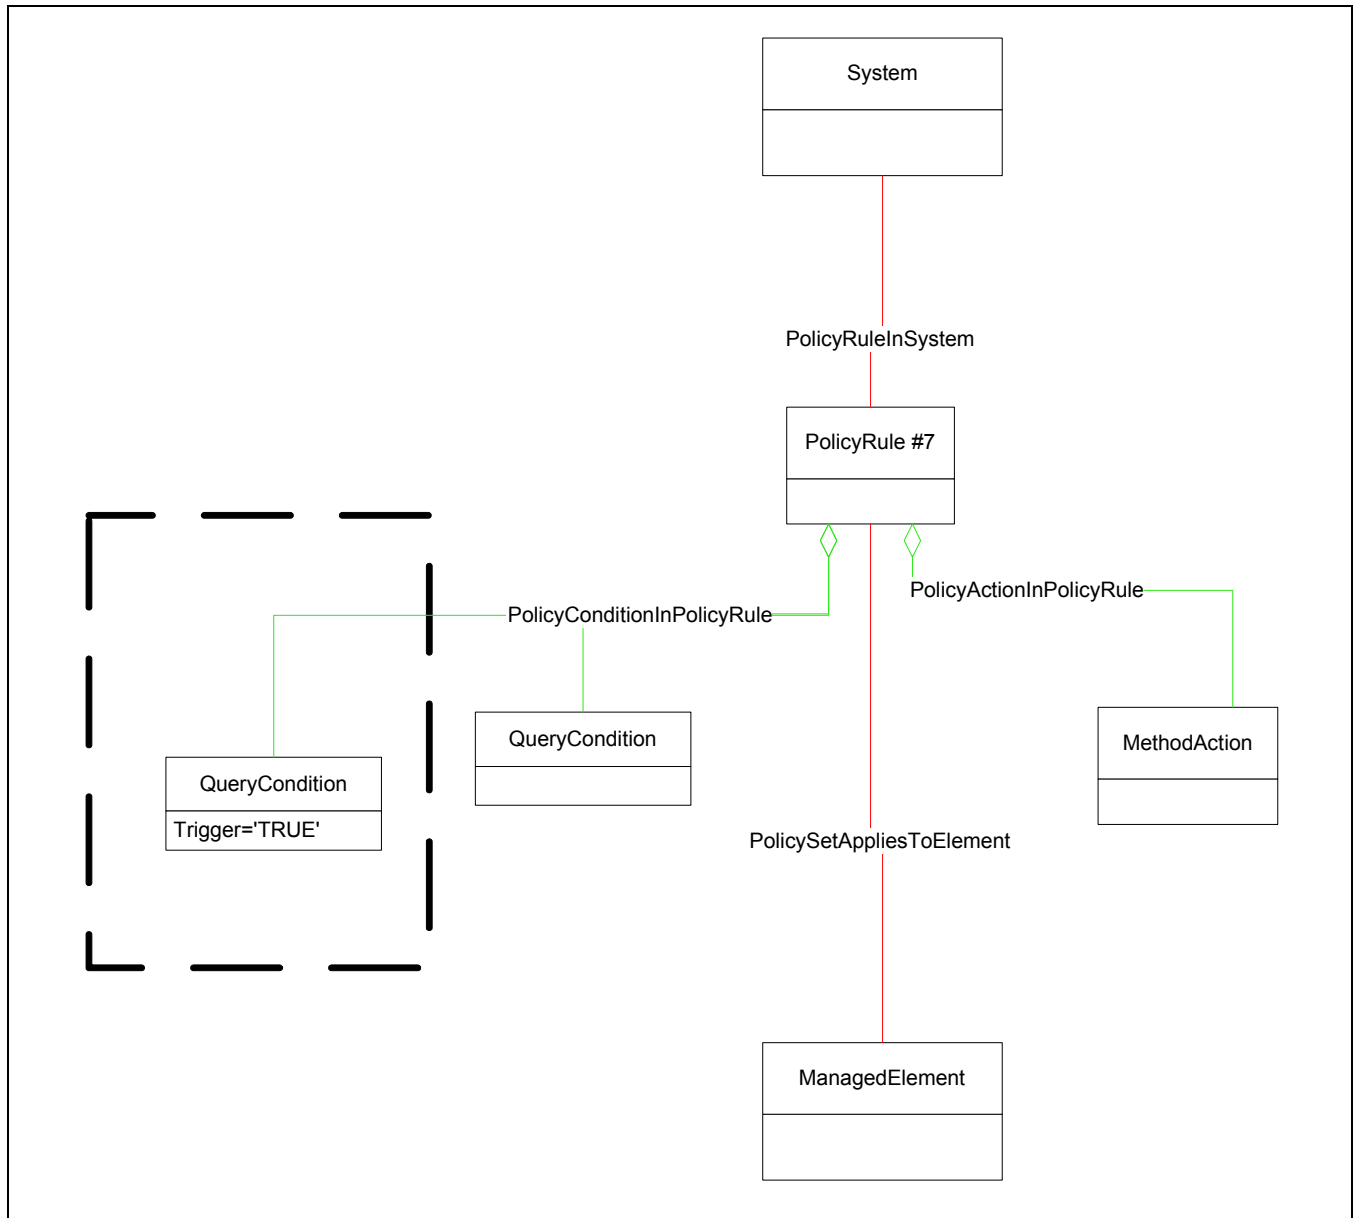 System
PolicyRuleInSystem
PolicyRule #7
PolicyActionInPolicyRule
PolicyConditionInPolicyRule
QueryCondition
MethodAction
QueryCondition
Trigger='TRUE'
PolicySetAppliesToElement
ManagedElement